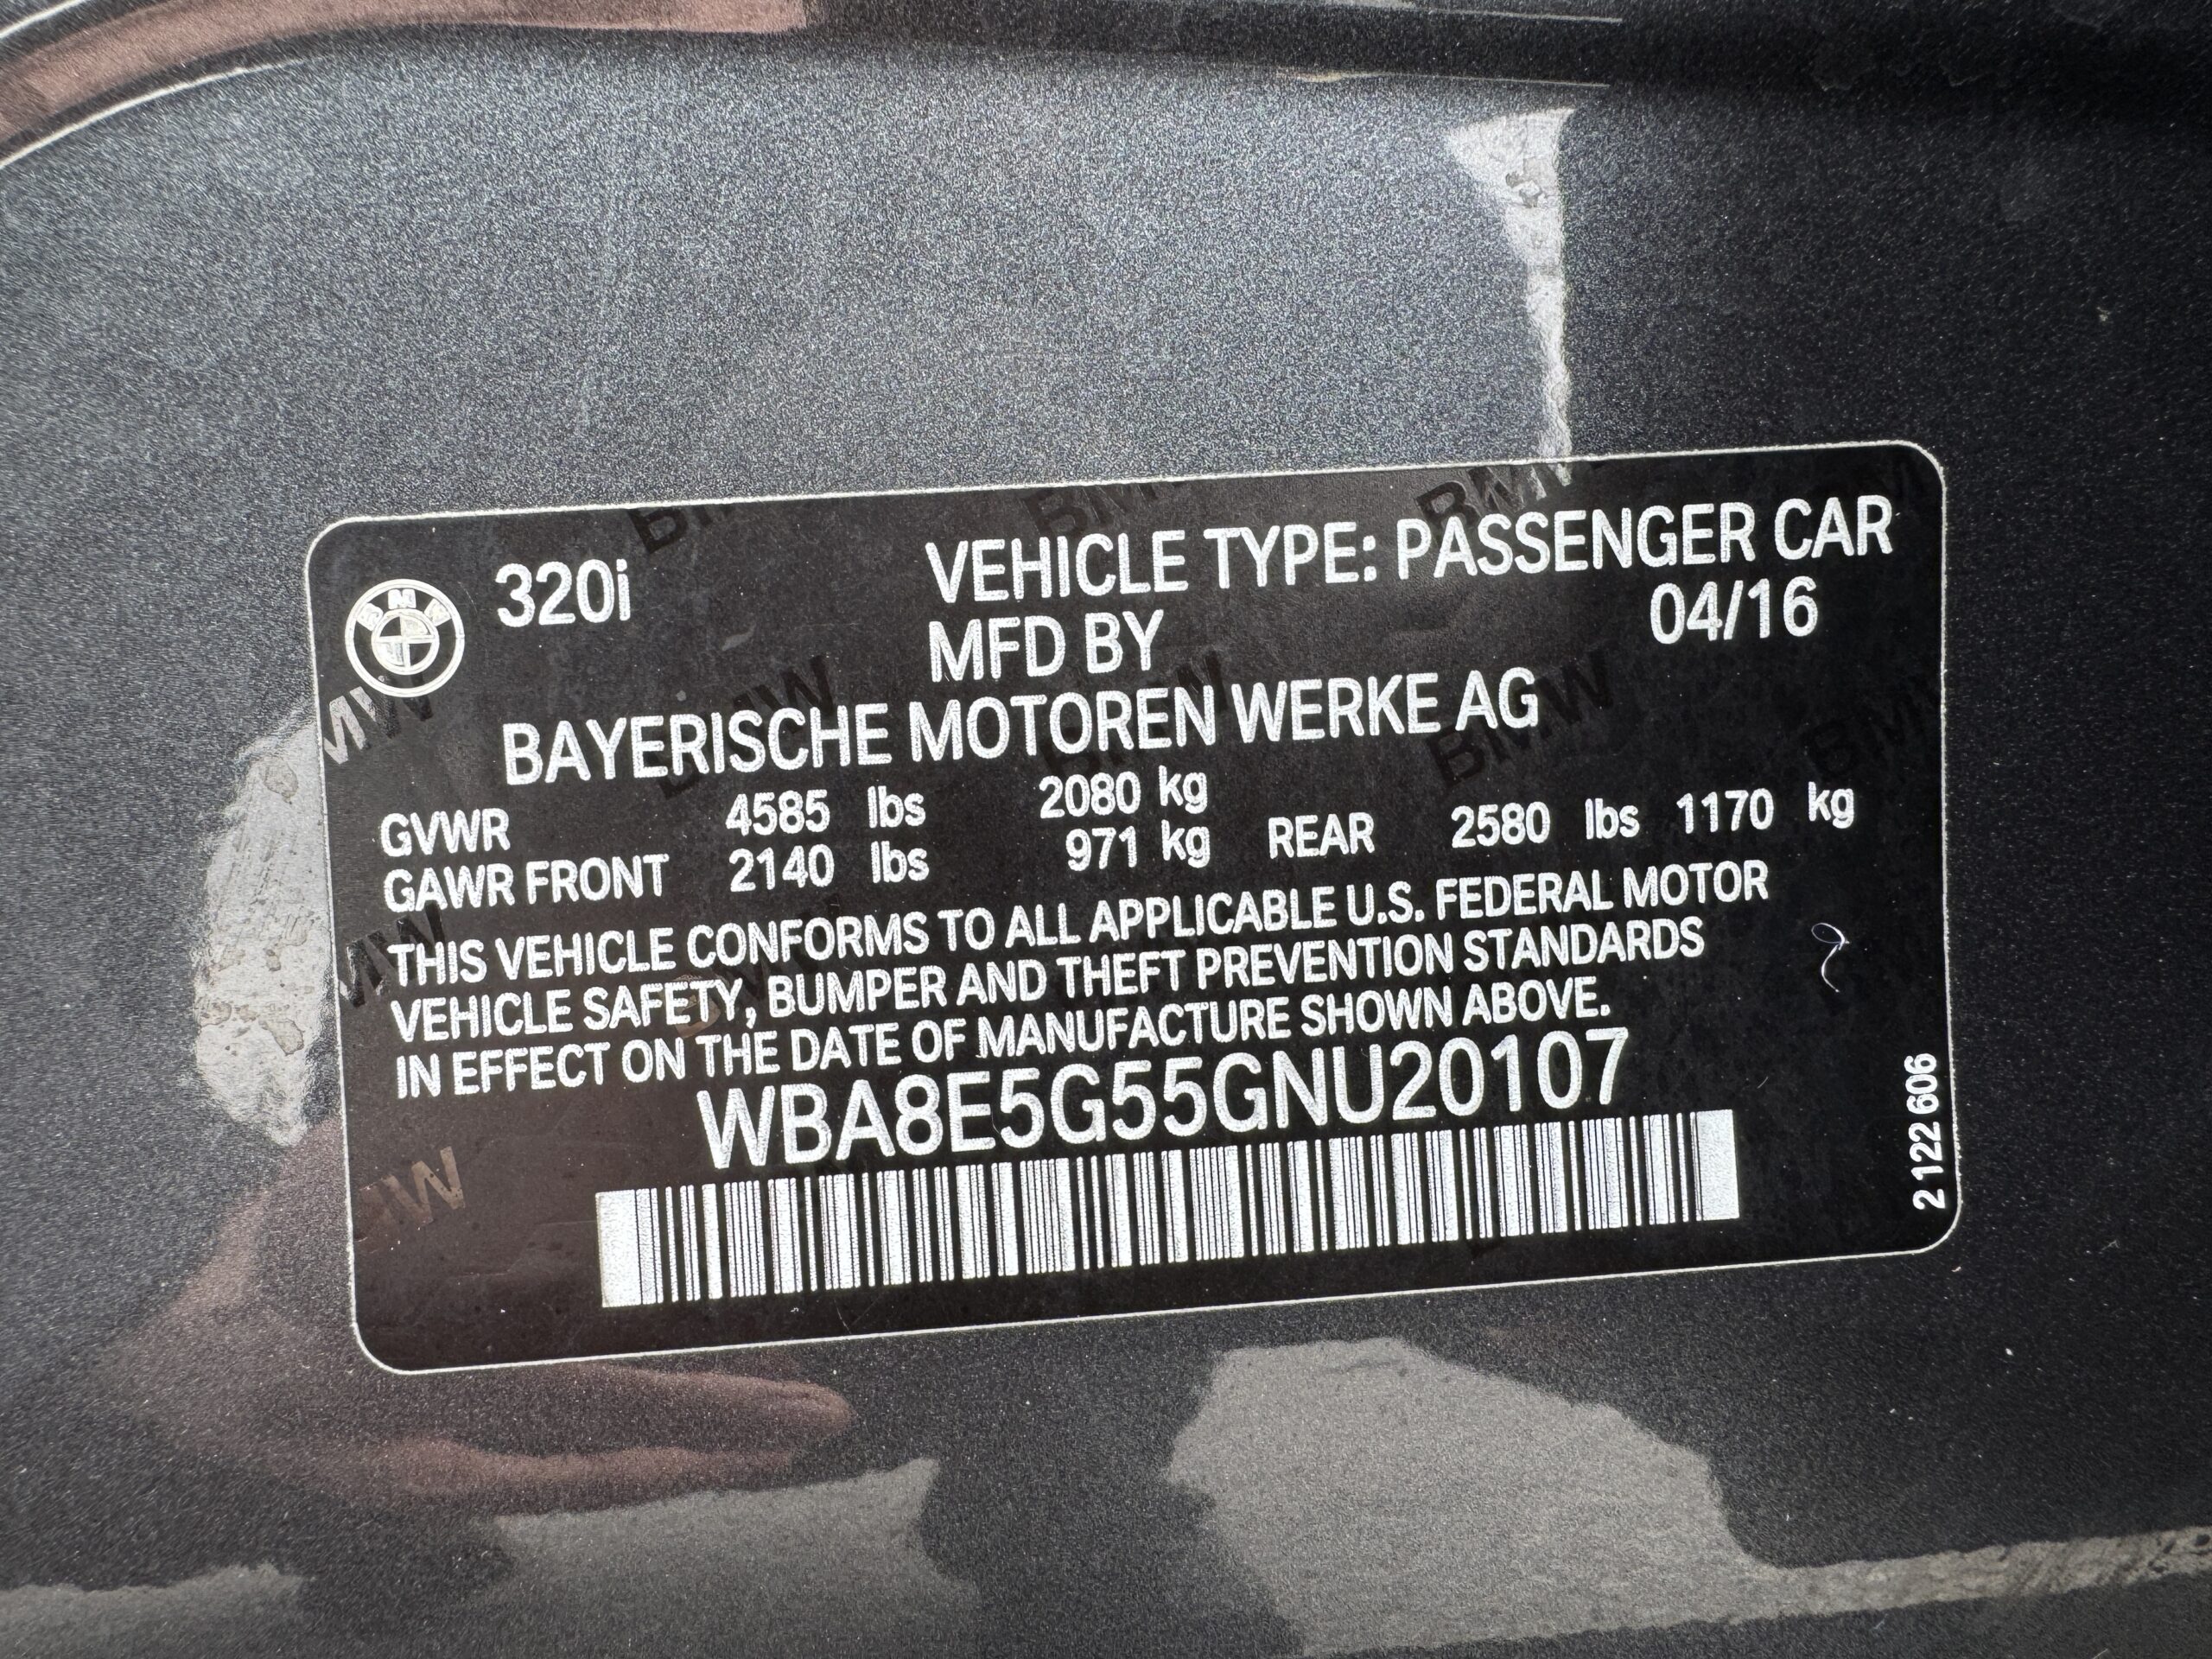 BMW 320i VEHICLE TYPE: PASSENGER CAR
MFD BY 04/16
BAYERISCHE MOTOREN WERKE AG
GVWR 4585 lbs 2080 kg
GAWR FRONT 2140 lbs 971 kg REAR 2580 lbs 1170 kg
THIS VEHICLE CONFORMS TO ALL APPLICABLE U.S. FEDERAL MOTOR
VEHICLE SAFETY, BUMPER AND THEFT PREVENTION STANDARDS
IN EFFECT ON THE DATE OF MANUFACTURE SHOWN ABOVE.
WBA8E5G55GNU20107
2 122 606